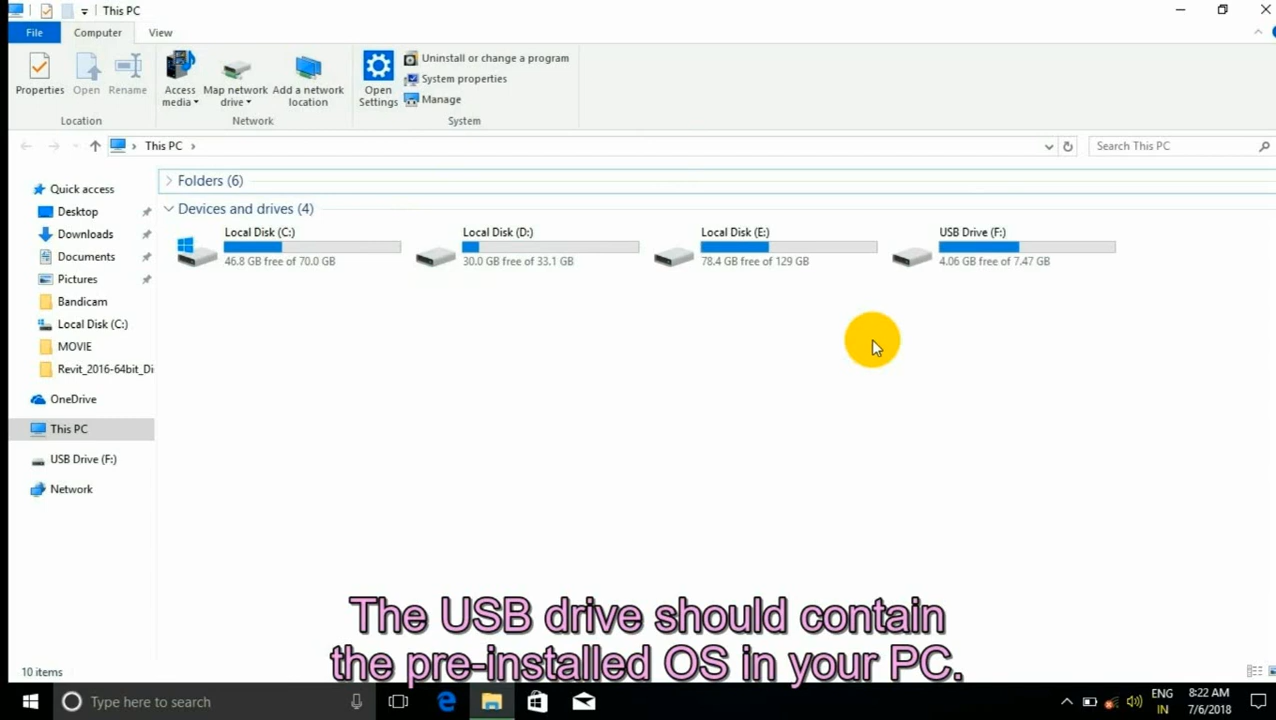 This PC
File
Computer
View
Properties
Open
Rename
Access media
Map network drive
Add a network location
Open Settings
Uninstall or change a program
System properties
Manage
Location
Network
System
This PC
Search This PC
Quick access
Desktop
Downloads
Documents
Pictures
Bandicam
Local Disk (C:)
MOVIE
Revit_2016-64bit_Di
OneDrive
This PC
USB Drive (F:)
Network
Folders (6)
Devices and drives (4)
Local Disk (C:)
46.8 GB free of 70.0 GB
Local Disk (D:)
30.0 GB free of 33.1 GB
Local Disk (E:)
78.4 GB free of 129 GB
USB Drive (F:)
4.06 GB free of 7.47 GB
The USB drive should contain
the pre-installed OS in your PC.
10 items
Type here to search
ENG
IN
8:22 AM
7/6/2018